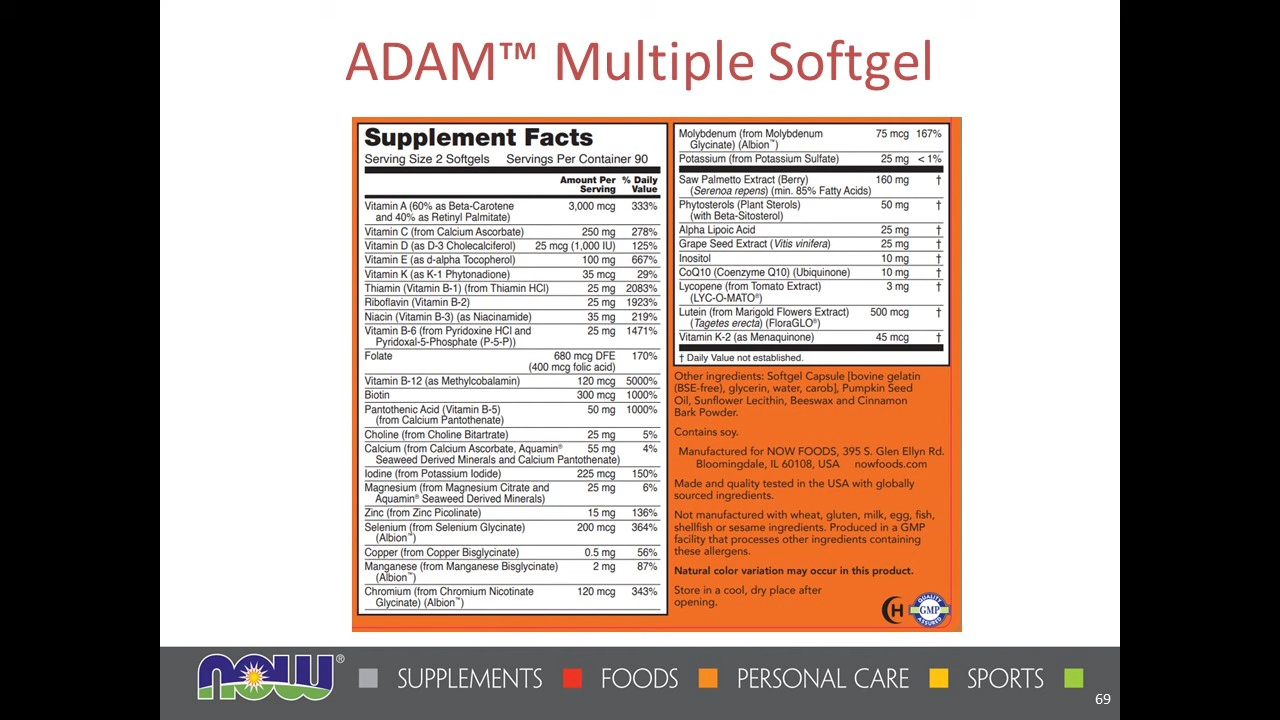 ADAM™ Multiple Softgel
Supplement Facts
Serving Size 2 Softgels Servings Per Container 90
Amount Per Serving % Daily Value
Vitamin A (60% as Beta-Carotene 3,000 mcg 333%
and 40% as Retinyl Palmitate)
Vitamin C (from Calcium Ascorbate) 250 mg 278%
Vitamin D (as D-3 Cholecalciferol) 25 mcg (1,000 IU) 125%
Vitamin E (as d-alpha Tocopherol) 100 mg 667%
Vitamin K (as K-1 Phytonadione) 35 mcg 29%
Thiamin (Vitamin B-1) (from Thiamin HCl) 25 mg 2083%
Riboflavin (Vitamin B-2) 25 mg 1923%
Niacin (Vitamin B-3) (as Niacinamide) 35 mg 219%
Vitamin B-6 (from Pyridoxine HCl and 25 mg 1471%
Pyridoxal-5-Phosphate (P-5-P))
Folate 680 mcg DFE 170%
(400 mcg folic acid)
Vitamin B-12 (as Methylcobalamin) 120 mcg 5000%
Biotin 300 mcg 1000%
Pantothenic Acid (Vitamin B-5) 50 mg 1000%
(from Calcium Pantothenate)
Choline (from Choline Bitartrate) 25 mg 5%
Calcium (from Calcium Ascorbate, Aquamin® 55 mg 4%
Seaweed Derived Minerals and Calcium Pantothenate)
Iodine (from Potassium Iodide) 225 mcg 150%
Magnesium (from Magnesium Citrate and 25 mg 6%
Aquamin® Seaweed Derived Minerals)
Zinc (from Zinc Picolinate) 15 mg 136%
Selenium (from Selenium Glycinate) 200 mcg 364%
(Albion™)
Copper (from Copper Bisglycinate) 0.5 mg 56%
Manganese (from Manganese Bisglycinate) 2 mg 87%
(Albion™)
Chromium (from Chromium Nicotinate 120 mcg 343%
Glycinate) (Albion™)
Molybdenum (from Molybdenum 75 mcg 167%
Glycinate) (Albion™)
Potassium (from Potassium Sulfate) 25 mg < 1%
Saw Palmetto Extract (Berry) 160 mg †
(Serenoa repens) (min. 85% Fatty Acids)
Phytosterols (Plant Sterols) 50 mg †
(with Beta-Sitosterol)
Alpha Lipoic Acid 25 mg †
Grape Seed Extract (Vitis vinifera) 25 mg †
Inositol 10 mg †
CoQ10 (Coenzyme Q10) (Ubiquinone) 10 mg †
Lycopene (from Tomato Extract) 3 mg †
(LYC-O-MATO®)
Lutein (from Marigold Flowers Extract) 500 mcg †
(Tagetes erecta) (FloraGLO®)
Vitamin K-2 (as Menaquinone) 45 mcg †
† Daily Value not established.
Other ingredients: Softgel Capsule [bovine gelatin
(BSE-free), glycerin, water, carob], Pumpkin Seed
Oil, Sunflower Lecithin, Beeswax and Cinnamon
Bark Powder.
Contains soy.
Manufactured for NOW FOODS, 395 S. Glen Ellyn Rd.
Bloomingdale, IL 60108, USA nowfoods.com
Made and quality tested in the USA with globally
sourced ingredients.
Not manufactured with wheat, gluten, milk, egg, fish,
shellfish or sesame ingredients. Produced in a GMP
facility that processes other ingredients containing
these allergens.
Natural color variation may occur in this product.
Store in a cool, dry place after
opening.
H
QUALITY GMP ASSURED
NOW® SUPPLEMENTS FOODS PERSONAL CARE SPORTS
69